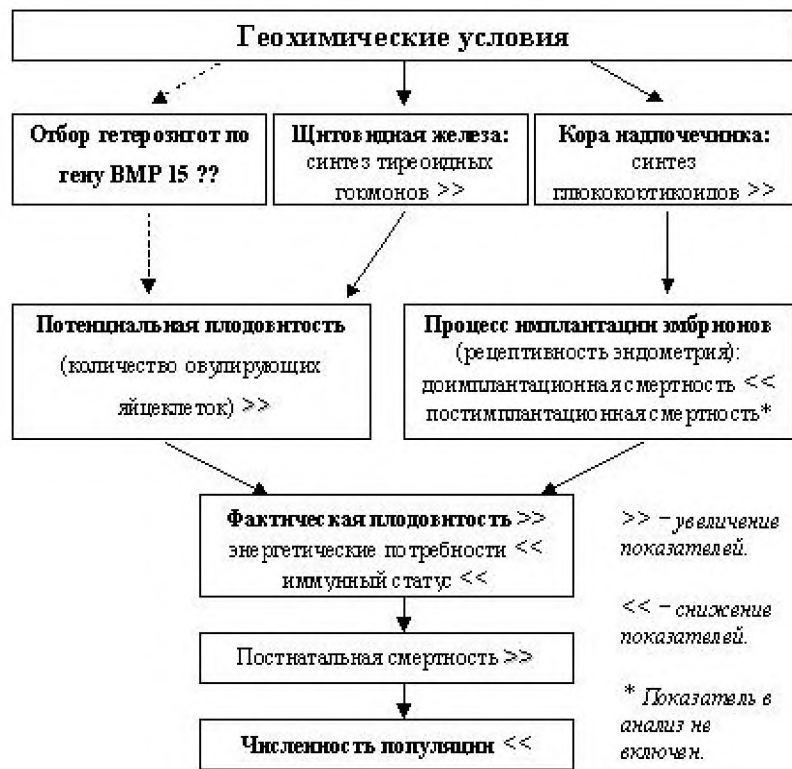 Геохимические условия
Отбор гетерозигот по
гену BMP 15 ??
Щитовидная железа:
синтез тиреоидных
гормонов >>
Кора надпочечника:
синтез
глюкокортикоидов >>
Потенциальная плодовитость
(количество овулирующих
яйцеклеток) >>
Процесс имплантации эмбрионов
(рецептивность эндометрия):
доимплантационная смертность <<
постимплантационная смертность*
Фактическая плодовитость >>
энергетические потребности <<
иммунный статус <<
Постнатальная смертность >>
Численность популяции <<
>> – увеличение
показателей.
<< – снижение
показателей.
* Показатель в
анализ не
включен.